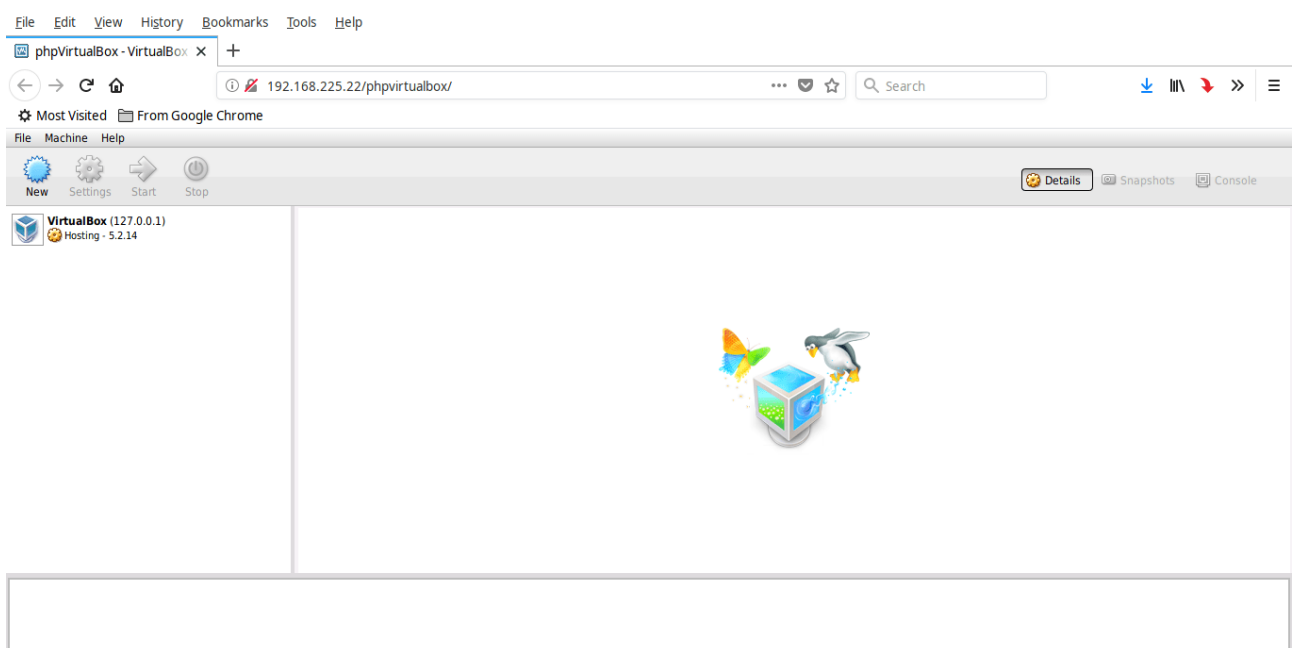 File Edit View History Bookmarks Tools Help
phpVirtualBox - VirtualBox
192.168.225.22/phpvirtualbox/ Search
Most Visited From Google Chrome
File Machine Help
New Settings Start Stop Details Snapshots Console
VirtualBox (127.0.0.1)
Hosting - 5.2.14